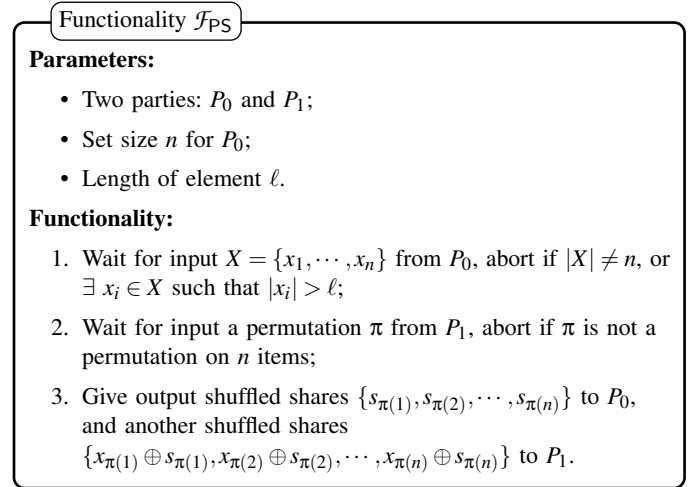 Functionality ℱ_PS
Parameters:
• Two parties: P_0 and P_1;
• Set size n for P_0;
• Length of element ℓ.
Functionality:
1. Wait for input X = {x_1, ⋯ , x_n} from P_0, abort if |X| ≠ n, or
∃ x_i ∈ X such that |x_i| > ℓ;
2. Wait for input a permutation π from P_1, abort if π is not a
permutation on n items;
3. Give output shuffled shares {s_π(1), s_π(2), ⋯ , s_π(n)} to P_0,
and another shuffled shares
{x_π(1) ⊕ s_π(1), x_π(2) ⊕ s_π(2), ⋯ , x_π(n) ⊕ s_π(n)} to P_1.